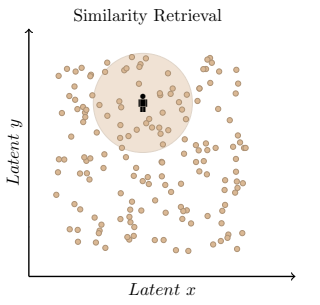 Similarity Retrieval
Latent y
Latent x